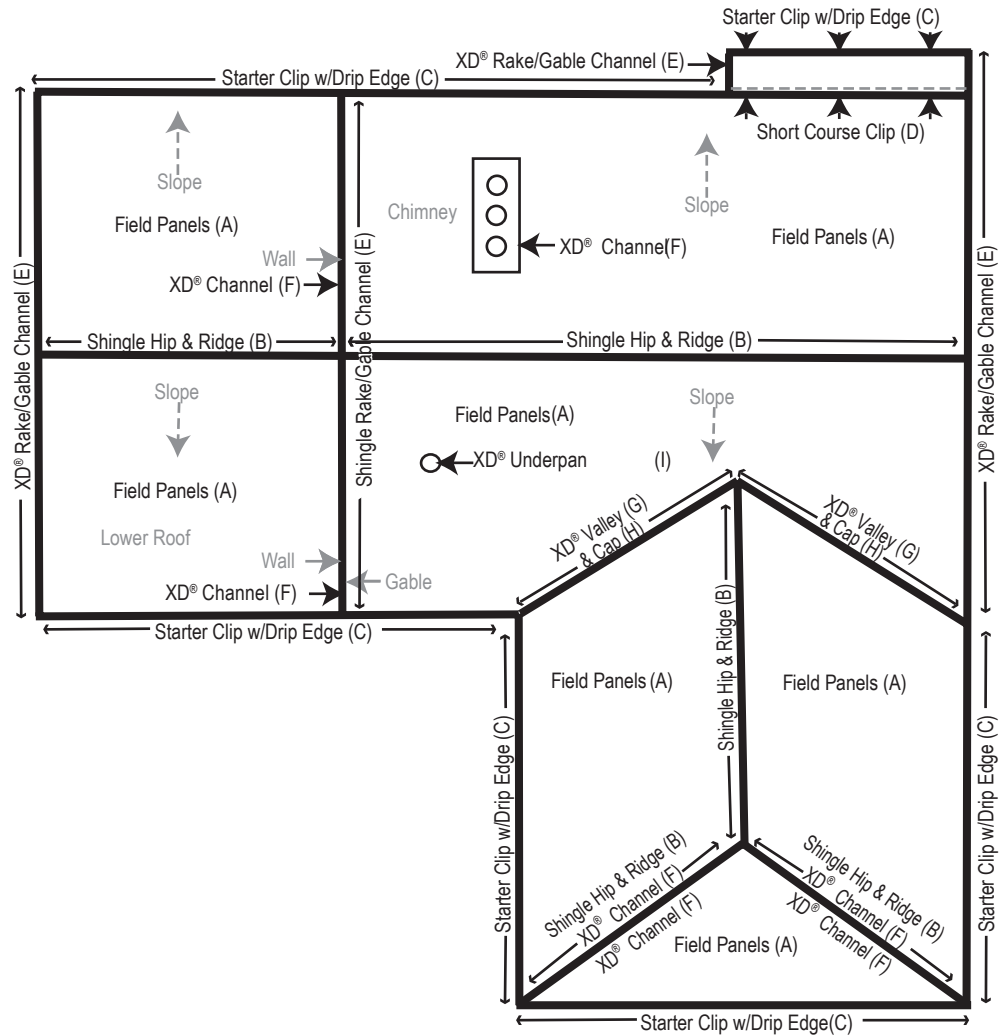 Starter Clip w/Drip Edge (C)
XD® Rake/Gable Channel (E)
Starter Clip w/Drip Edge (C)
Short Course Clip (D)
Slope
Slope
Chimney
Field Panels (A)
XD® Channel(F)
Field Panels (A)
Wall
XD® Channel (F)
XD® Rake/Gable Channel (E)
Shingle Rake/Gable Channel (E)
XD® Rake/Gable Channel (E)
Shingle Hip & Ridge (B)
Shingle Hip & Ridge (B)
Slope
Slope
Field Panels(A)
XD® Underpan (I)
Field Panels (A)
Lower Roof
Wall
Gable
XD® Channel (F)
XD® Valley (G)
& Cap (H)
XD® Valley (G)
& Cap (H)
Starter Clip w/Drip Edge (C)
Shingle Hip & Ridge (B)
Field Panels (A)
Field Panels (A)
Starter Clip w/Drip Edge (C)
Starter Clip w/Drip Edge (C)
Shingle Hip & Ridge (B)
XD® Channel (F)
XD® Channel (F)
Shingle Hip & Ridge (B)
XD® Channel (F)
XD® Channel (F)
Field Panels (A)
Starter Clip w/Drip Edge(C)